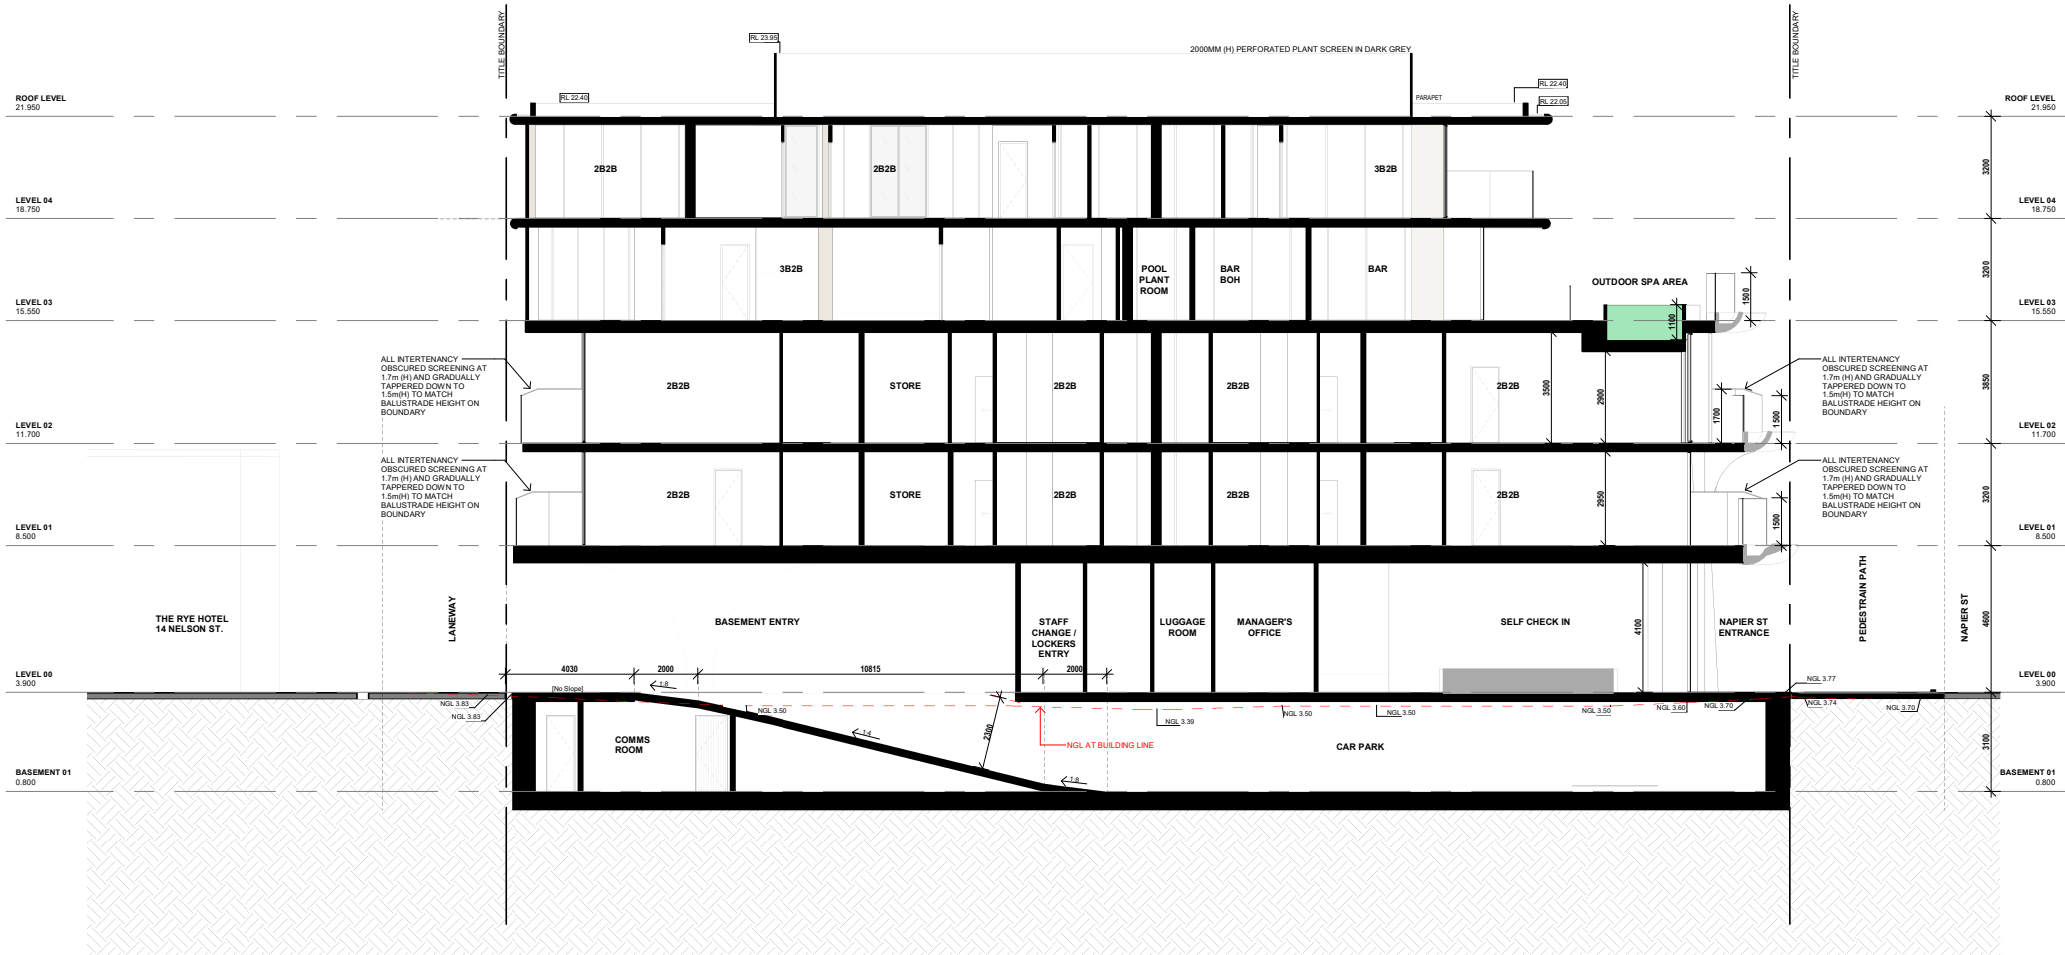 TITLE BOUNDARY
TITLE BOUNDARY
RL 23.95
2000MM (H) PERFORATED PLANT SCREEN IN DARK GREY
RL 22.40
PARAPET
RL 22.40
RL 22.05
ROOF LEVEL
21.950
ROOF LEVEL
21.950
2B2B
2B2B
3B2B
3200
LEVEL 04
18.750
LEVEL 04
18.750
3B2B
POOL
PLANT
ROOM
BAR
BOH
BAR
OUTDOOR SPA AREA
1500
1100
3200
LEVEL 03
15.550
LEVEL 03
15.550
ALL INTERTENANCY
OBSCURED SCREENING AT
1.7m (H) AND GRADUALLY
TAPPERED DOWN TO
1.5m(H) TO MATCH
BALUSTRADE HEIGHT ON
BOUNDARY
2B2B
STORE
2B2B
2B2B
2B2B
3500
2900
1700
1500
ALL INTERTENANCY
OBSCURED SCREENING AT
1.7m (H) AND GRADUALLY
TAPPERED DOWN TO
1.5m(H) TO MATCH
BALUSTRADE HEIGHT ON
BOUNDARY
3850
LEVEL 02
11.700
LEVEL 02
11.700
ALL INTERTENANCY
OBSCURED SCREENING AT
1.7m (H) AND GRADUALLY
TAPPERED DOWN TO
1.5m(H) TO MATCH
BALUSTRADE HEIGHT ON
BOUNDARY
2B2B
STORE
2B2B
2B2B
2B2B
2950
1500
ALL INTERTENANCY
OBSCURED SCREENING AT
1.7m (H) AND GRADUALLY
TAPPERED DOWN TO
1.5m(H) TO MATCH
BALUSTRADE HEIGHT ON
BOUNDARY
3200
LEVEL 01
8.500
LEVEL 01
8.500
THE RYE HOTEL
14 NELSON ST.
LANEWAY
BASEMENT ENTRY
STAFF
CHANGE /
LOCKERS
ENTRY
LUGGAGE
ROOM
MANAGER'S
OFFICE
SELF CHECK IN
4100
NAPIER ST
ENTRANCE
PEDESTRAIN PATH
NAPIER ST
4600
4030
2000
10815
2000
LEVEL 00
3.900
LEVEL 00
3.900
[No Slope]
1:8
NGL 3.83
NGL 3.83
NGL 3.50
1:4
2300
NGL 3.39
NGL 3.50
NGL 3.50
NGL 3.50
NGL 3.60
NGL 3.70
NGL 3.77
NGL 3.74
NGL 3.70
COMMS
ROOM
NGL AT BUILDING LINE
CAR PARK
1:8
3100
BASEMENT 01
0.800
BASEMENT 01
0.800